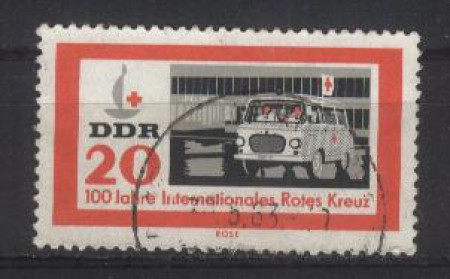 DDR
20
100 Jahre Internationales Rotes Kreuz
ROSE